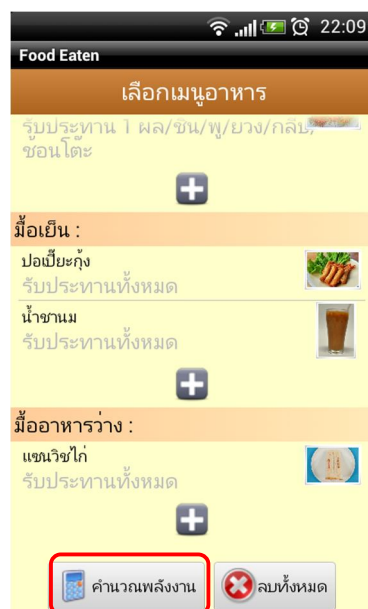 22:09
Food Eaten
เลือกเมนูอาหาร
รับประทาน 1 ผล/ชิ้น/พู/ยวง/กลีบ/
ช้อนโต๊ะ
มื้อเย็น :
ปอเปี๊ยะกุ้ง
รับประทานทั้งหมด
น้ำชานม
รับประทานทั้งหมด
มื้ออาหารว่าง :
แซนวิชไก่
รับประทานทั้งหมด
คำนวณพลังงาน
ลบทั้งหมด